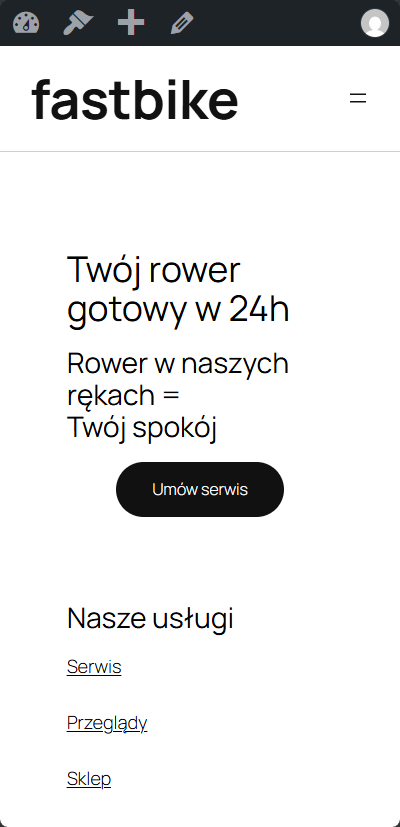 fastbike
Twój rower
gotowy w 24h
Rower w naszych
rękach =
Twój spokój
Umów serwis
Nasze usługi
Serwis
Przeglądy
Sklep